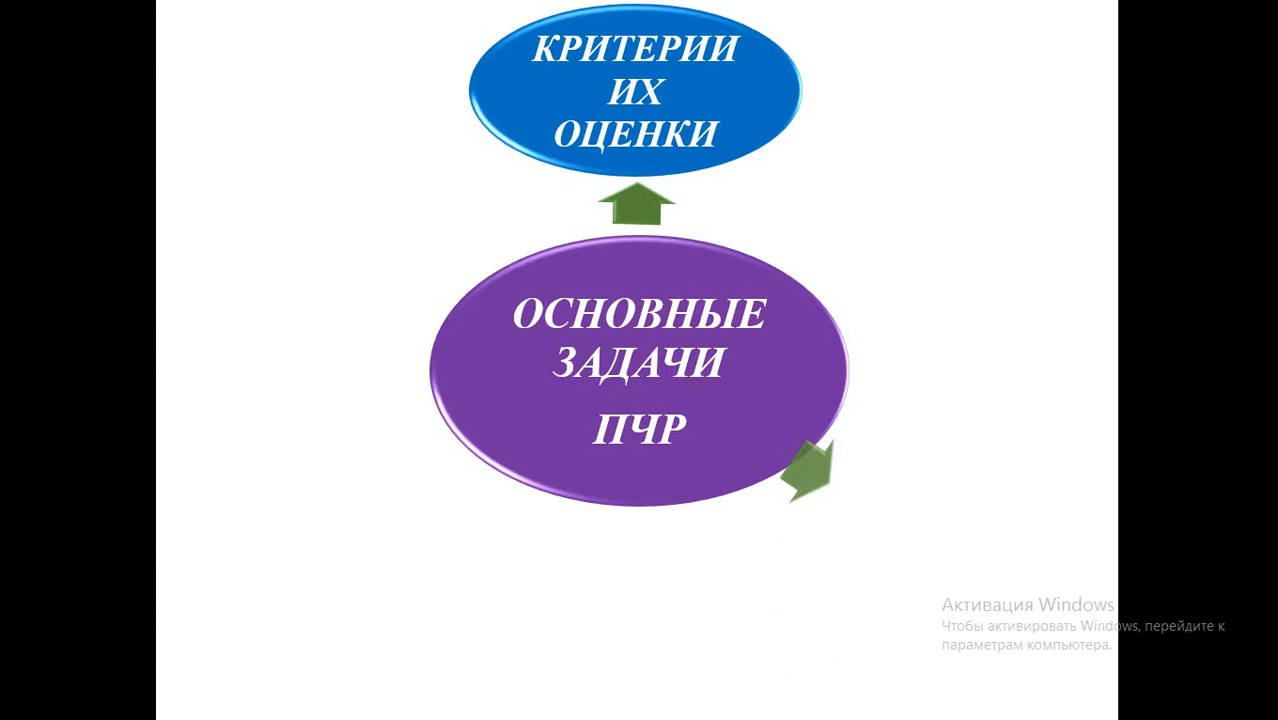 КРИТЕРИИ
ИХ
ОЦЕНКИ
ОСНОВНЫЕ
ЗАДАЧИ
ПЧР
Активация Windows
Чтобы активировать Windows, перейдите к
параметрам компьютера.